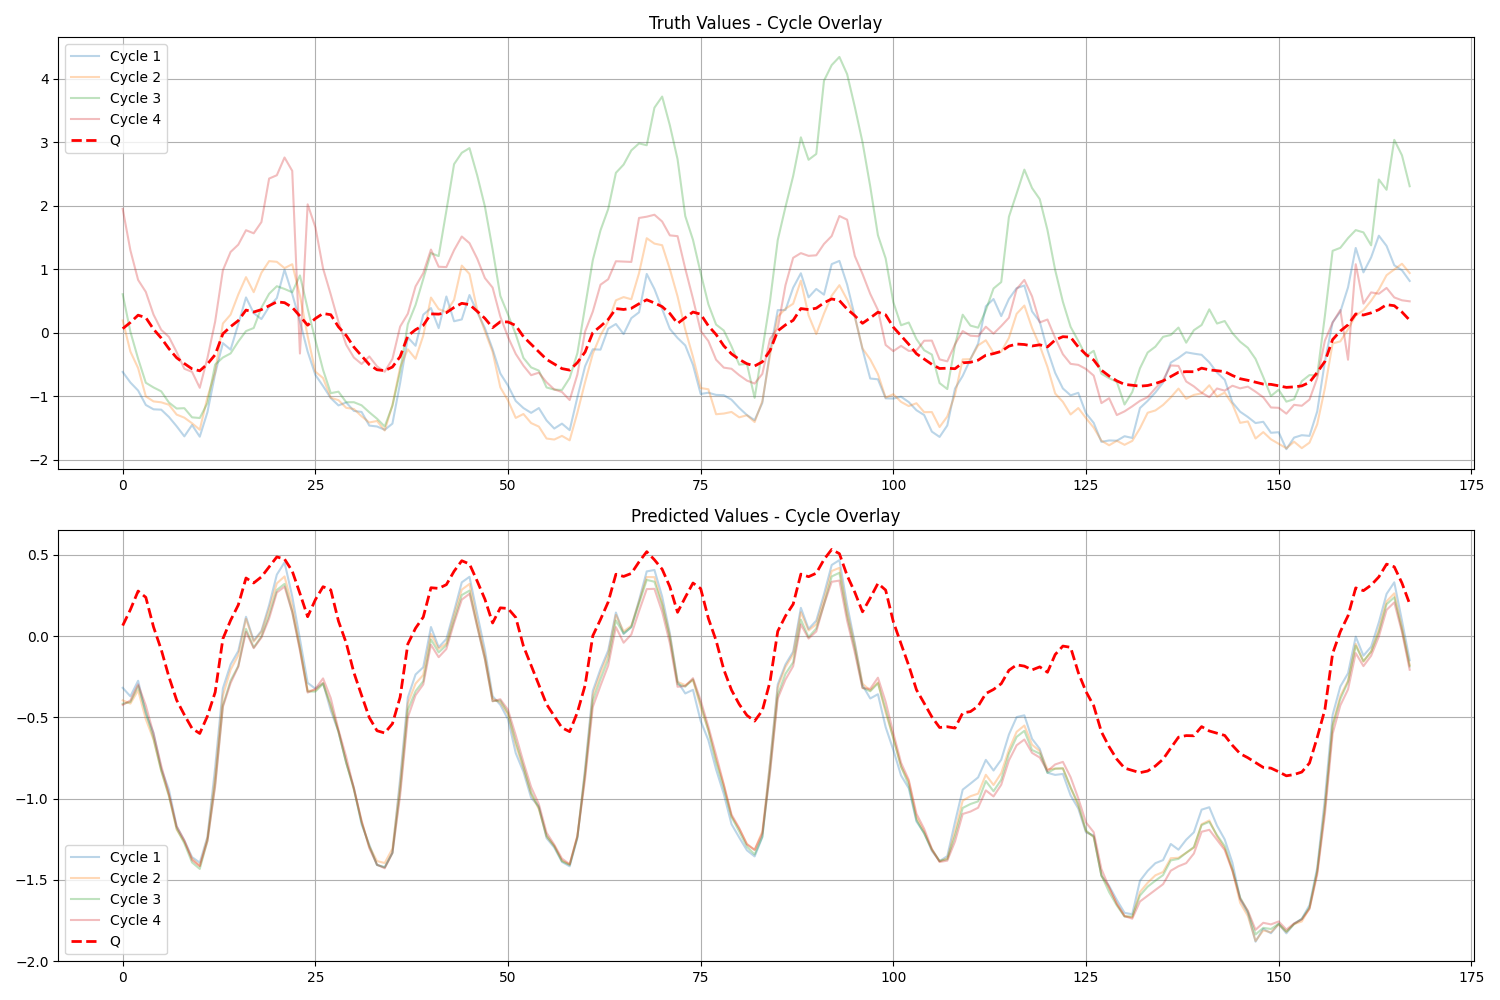 Truth Values - Cycle Overlay
Cycle 1
Cycle 2
Cycle 3
Cycle 4
Q
4
3
2
1
0
−1
−2
0 25 50 75 100 125 150 175
Predicted Values - Cycle Overlay
0.5
0.0
−0.5
−1.0
−1.5
−2.0
Cycle 1
Cycle 2
Cycle 3
Cycle 4
Q
0 25 50 75 100 125 150 175